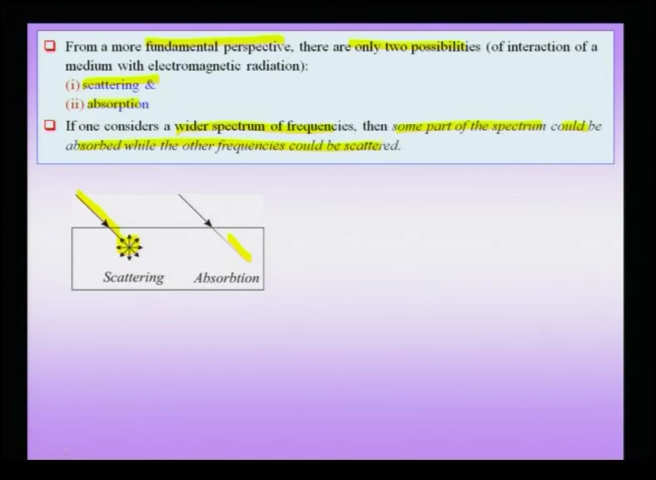 From a more fundamental perspective, there are only two possibilities (of interaction of a
medium with electromagnetic radiation):
(i) scattering &
(ii) absorption
If one considers a wider spectrum of frequencies, then some part of the spectrum could be
absorbed while the other frequencies could be scattered.
Scattering Absorbtion